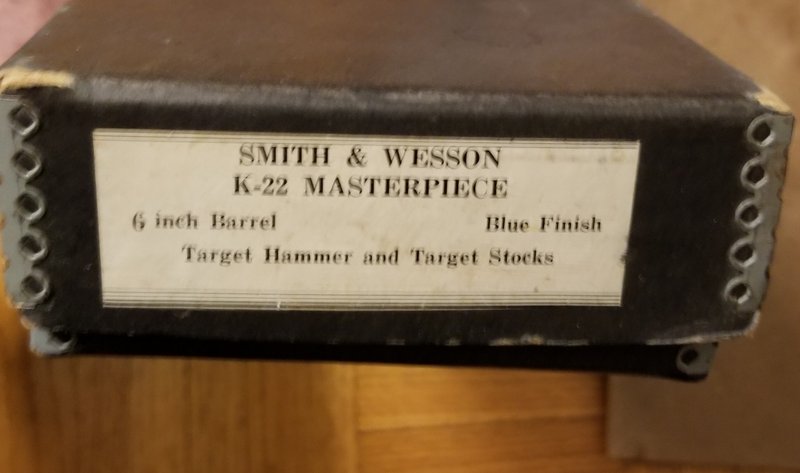 SMITH & WESSON
K-22 MASTERPIECE
6 inch Barrel Blue Finish
Target Hammer and Target Stocks